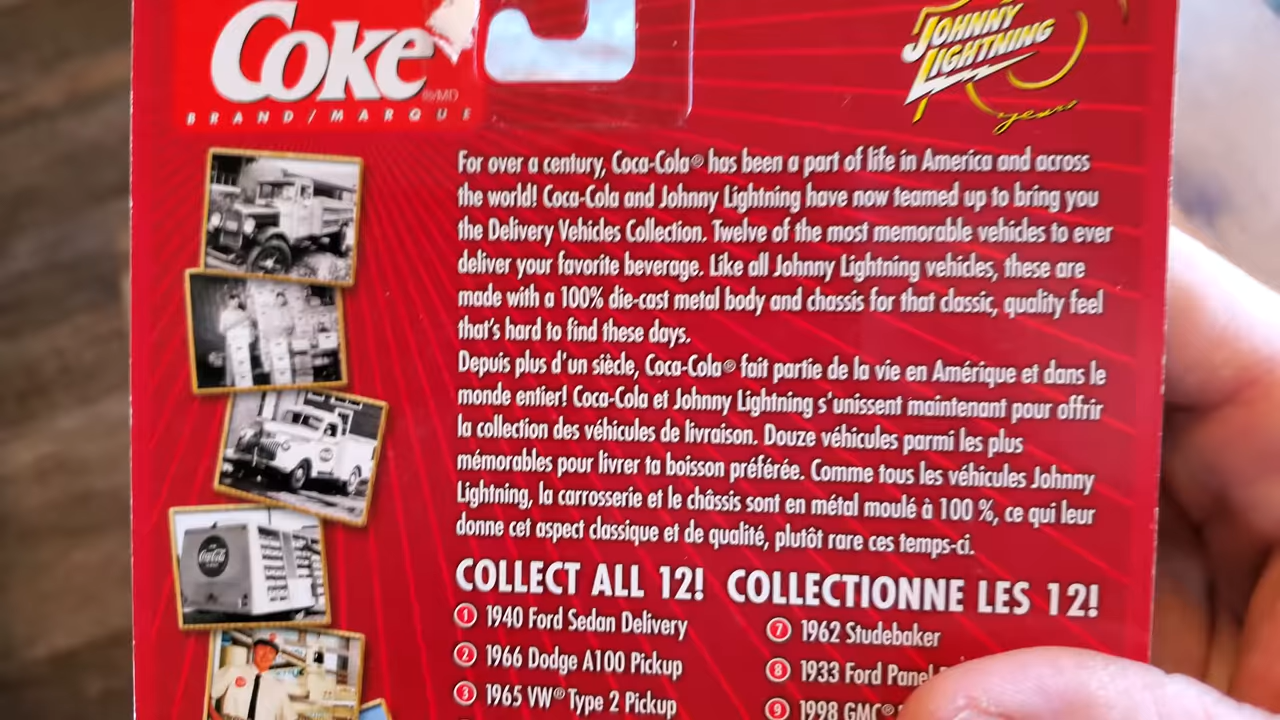 Coke
®/MD
BRAND/MARQUE
JOHNNY
LIGHTNING
years
For over a century, Coca-Cola® has been a part of life in America and across
the world! Coca-Cola and Johnny Lightning have now teamed up to bring you
the Delivery Vehicles Collection. Twelve of the most memorable vehicles to ever
deliver your favorite beverage. Like all Johnny Lightning vehicles, these are
made with a 100% die-cast metal body and chassis for that classic, quality feel
that's hard to find these days.
Depuis plus d'un siècle, Coca-Cola® fait partie de la vie en Amérique et dans le
monde entier! Coca-Cola et Johnny Lightning s'unissent maintenant pour offrir
la collection des véhicules de livraison. Douze véhicules parmi les plus
mémorables pour livrer ta boisson préférée. Comme tous les véhicules Johnny
Lightning, la carrosserie et le châssis sont en métal moulé à 100 %, ce qui leur
donne cet aspect classique et de qualité, plutôt rare ces temps-ci.
COLLECT ALL 12! COLLECTIONNE LES 12!
1 1940 Ford Sedan Delivery
2 1966 Dodge A100 Pickup
3 1965 VW® Type 2 Pickup
7 1962 Studebaker
8 1933 Ford Panel
9 1998 GMC®
Coca-Cola